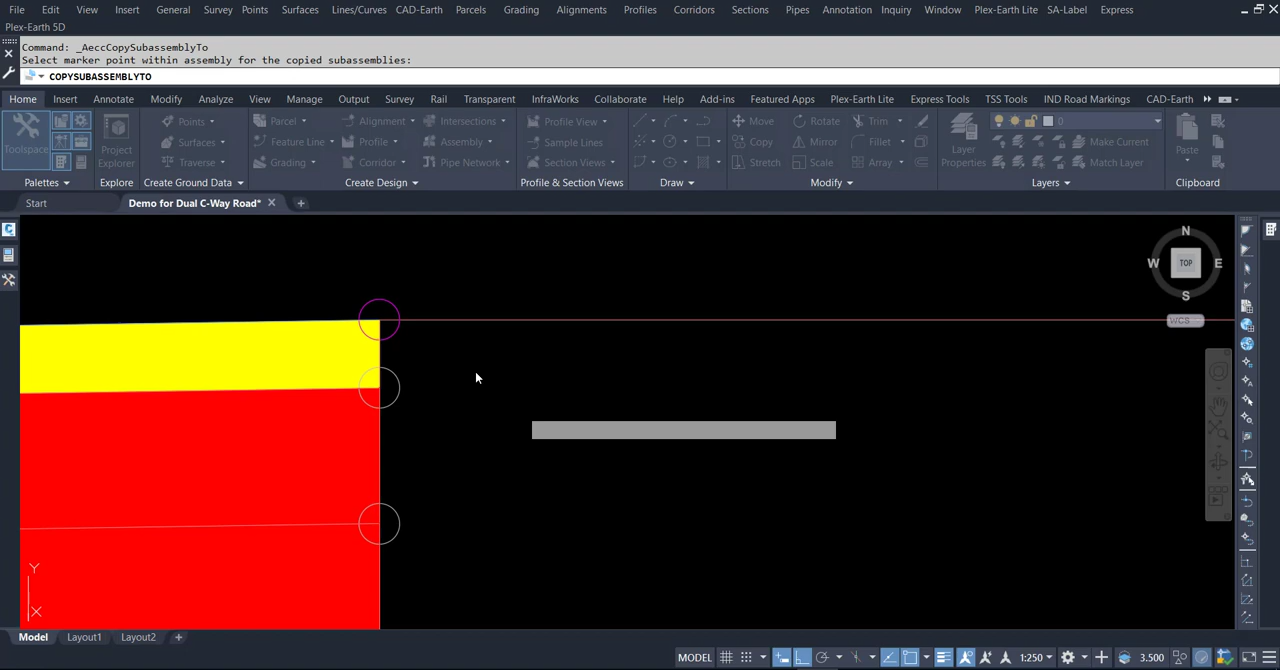 File Edit View Insert General Survey Points Surfaces Lines/Curves CAD-Earth Parcels Grading Alignments Profiles Corridors Sections Pipes Annotation Inquiry Window Plex-Earth Lite SA-Label Express
Plex-Earth 5D
Command: _AeccCopySubassemblyTo
Select marker point within assembly for the copied subassemblies:
COPYSUBASSEMBLYTO
Home Insert Annotate Modify Analyze View Manage Output Survey Rail Transparent InfraWorks Collaborate Help Add-ins Featured Apps Plex-Earth Lite Express Tools TSS Tools IND Road Markings CAD-Earth
Points Parcel Alignment Intersections Profile View Move Rotate Trim 0
Toolspace Project Explorer Surfaces Feature Line Profile Assembly Sample Lines Copy Mirror Fillet Layer Properties Make Current Paste
Traverse Grading Corridor Pipe Network Section Views Stretch Scale Array Match Layer
Palettes Explore Create Ground Data Create Design Profile & Section Views Draw Modify Layers Clipboard
Start Demo for Dual C-Way Road*
N
W TOP E
S
WCS
Y
X
Model Layout1 Layout2
MODEL 1:250 3.500